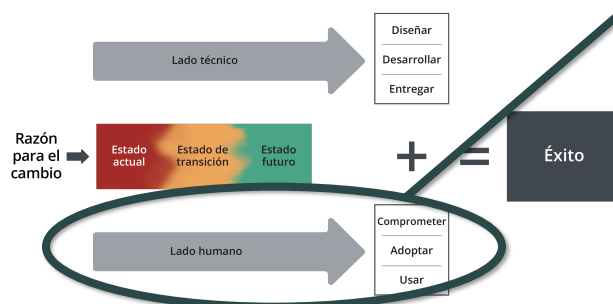 Lado técnico
Diseñar
Desarrollar
Entregar
Razón
para el
cambio
Estado
actual
Estado de
transición
Estado
futuro
+
=
Éxito
Lado humano
Comprometer
Adoptar
Usar